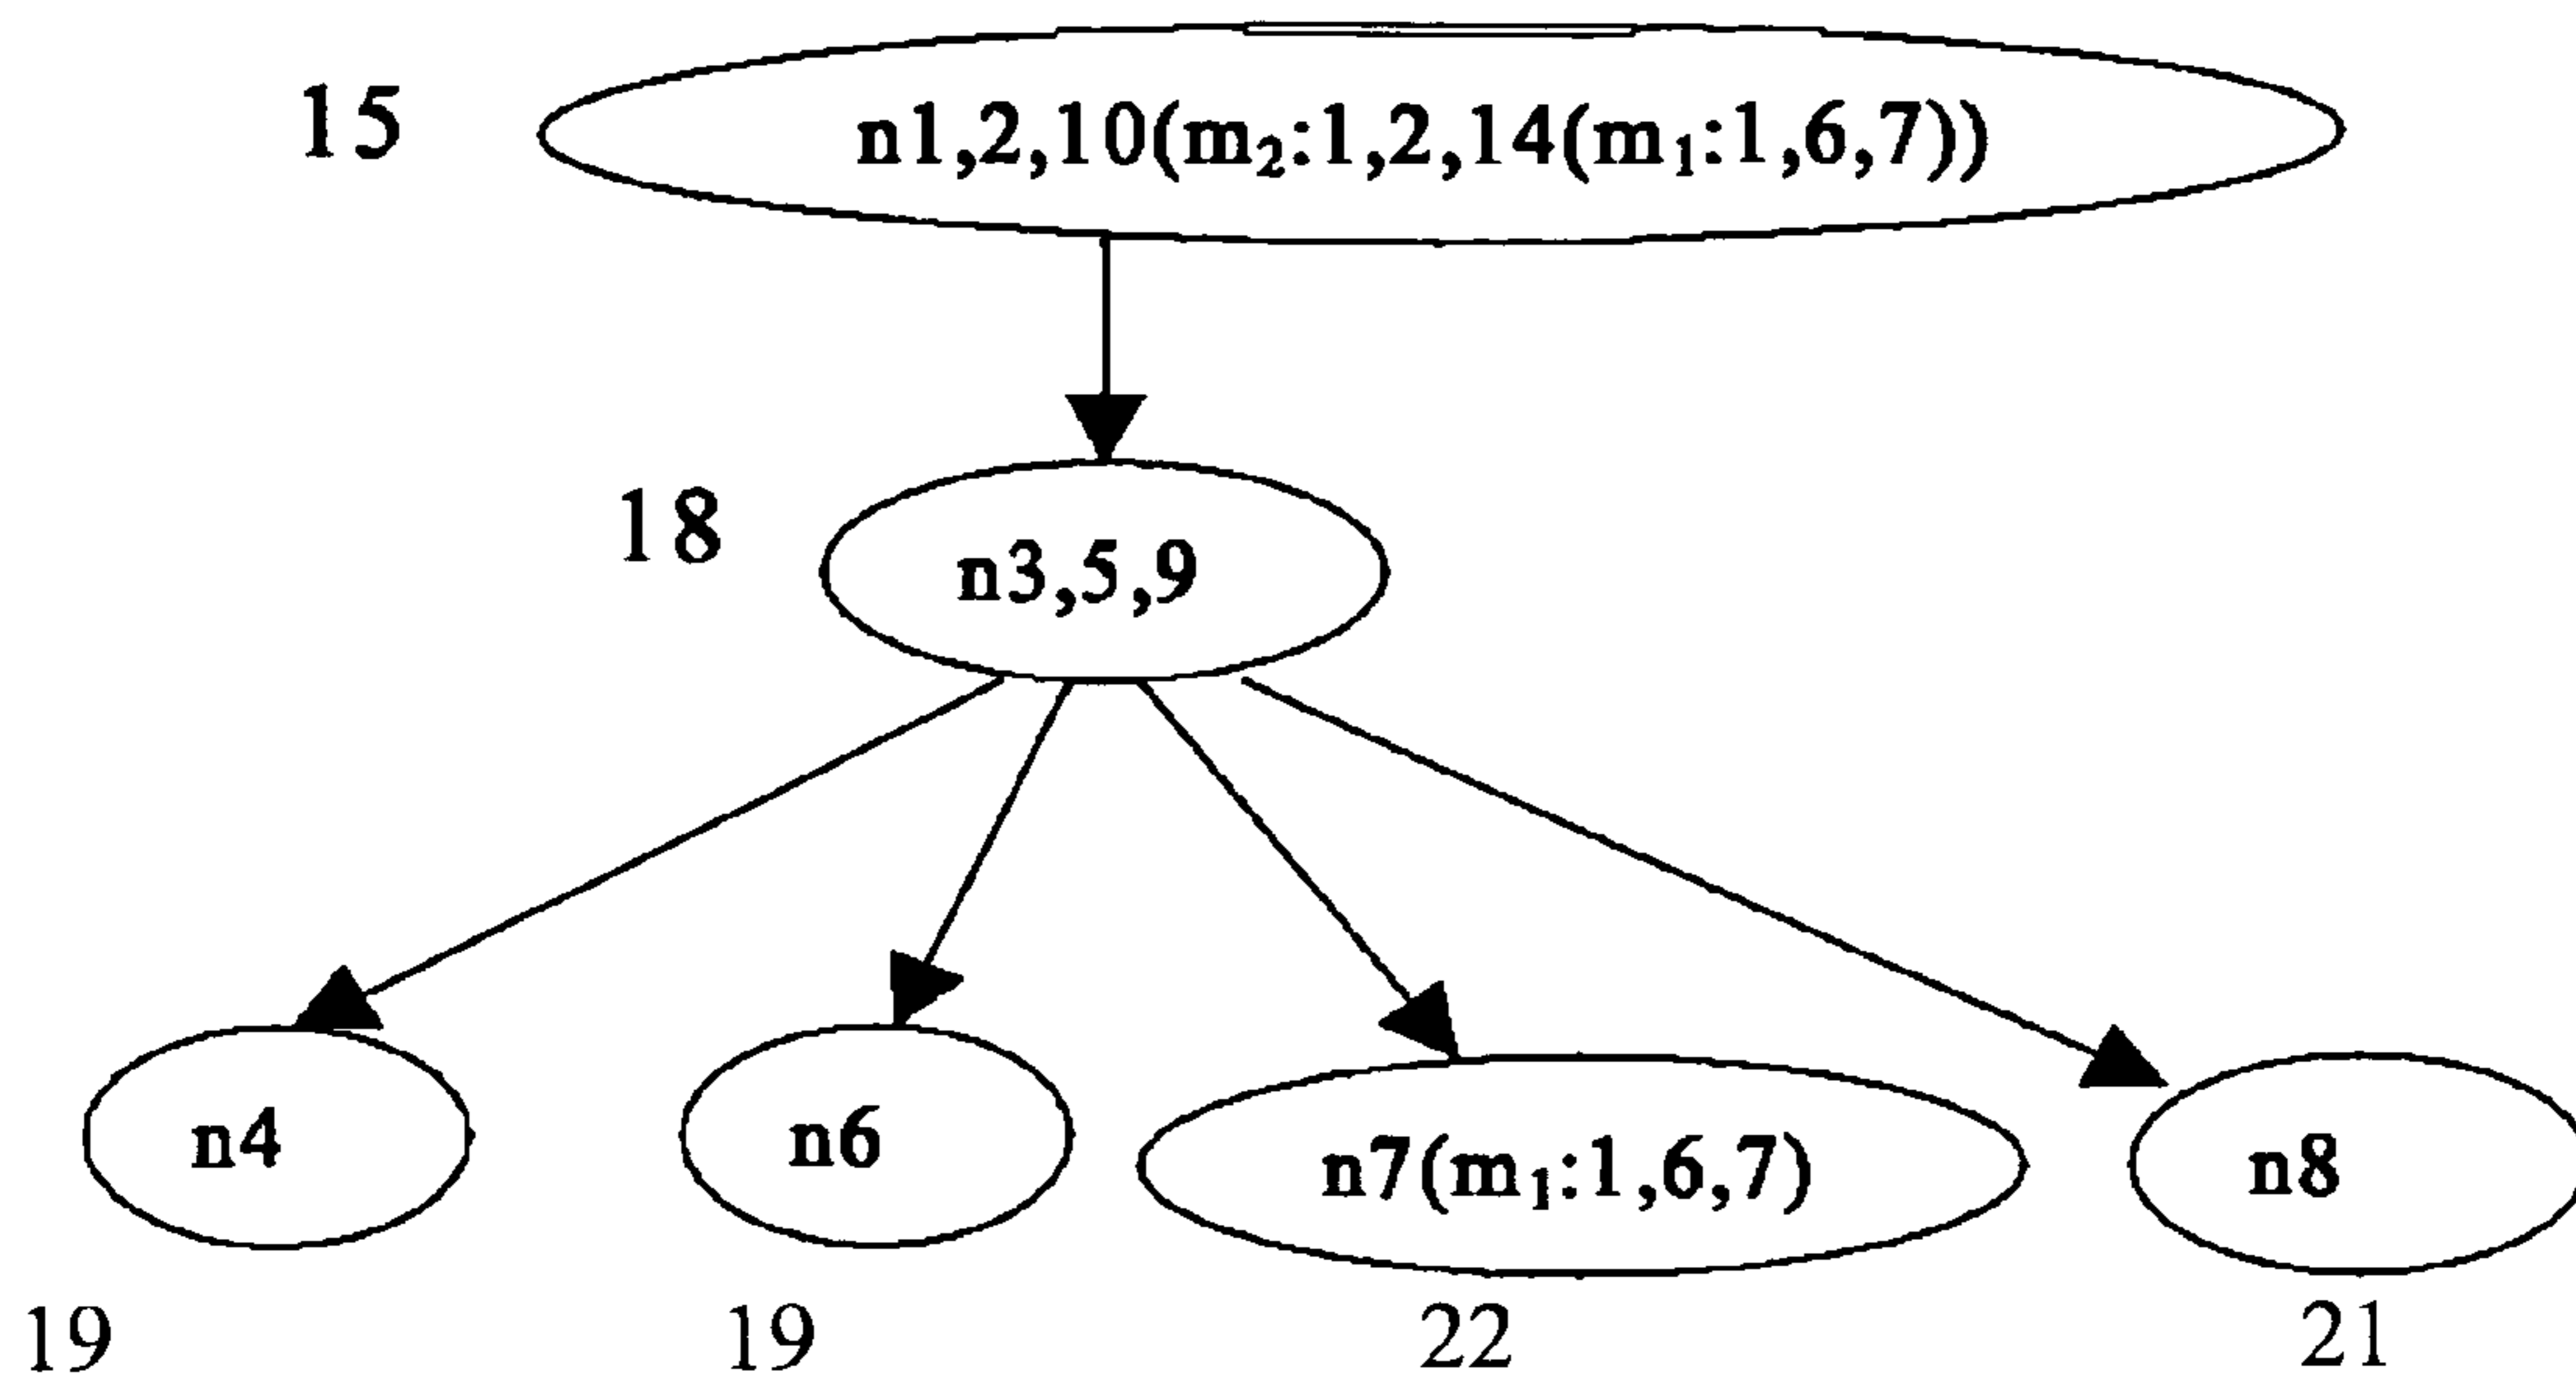 15
n1,2,10(m₂:1,2,14(m₁:1,6,7))
18
n3,5,9
n4
n6
n7(m₁:1,6,7)
n8
19
19
22
21